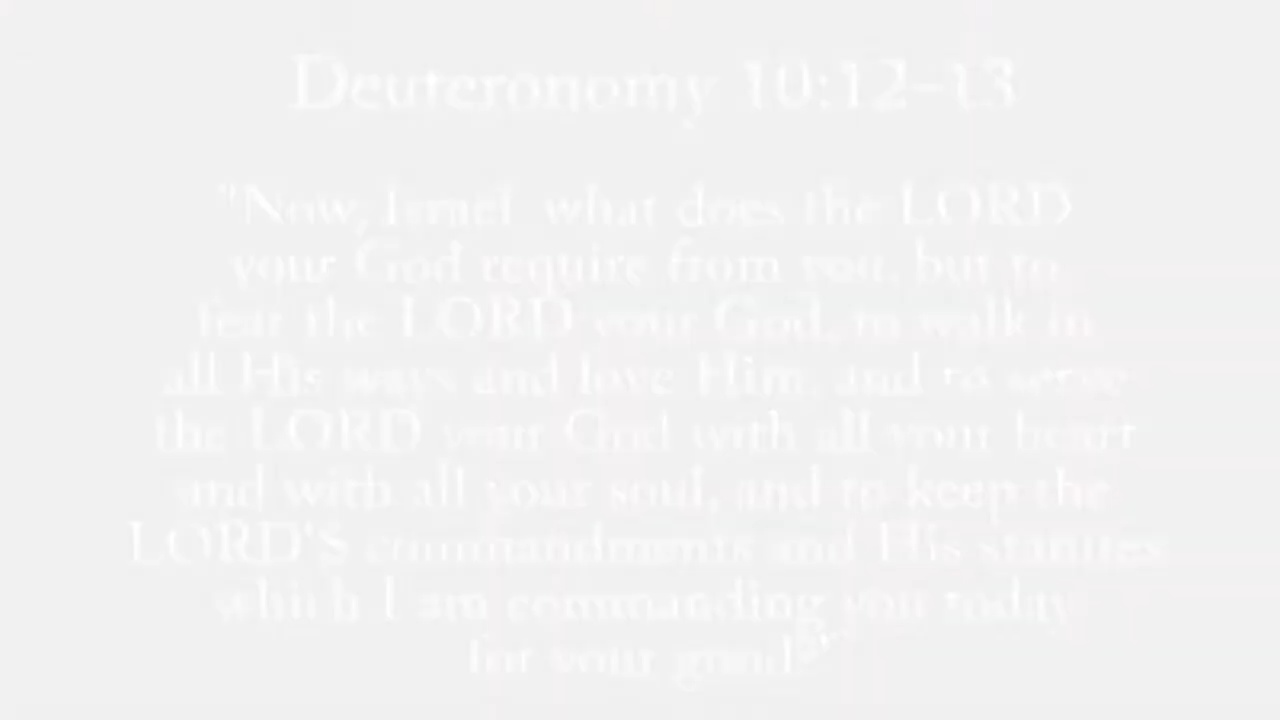 Deuteronomy 10:12–13
"Now, Israel, what does the LORD
your God require from you, but to
fear the LORD your God, to walk in
all His ways and love Him, and to serve
the LORD your God with all your heart
and with all your soul, and to keep the
LORD'S commandments and His statutes
which I am commanding you today
for your good